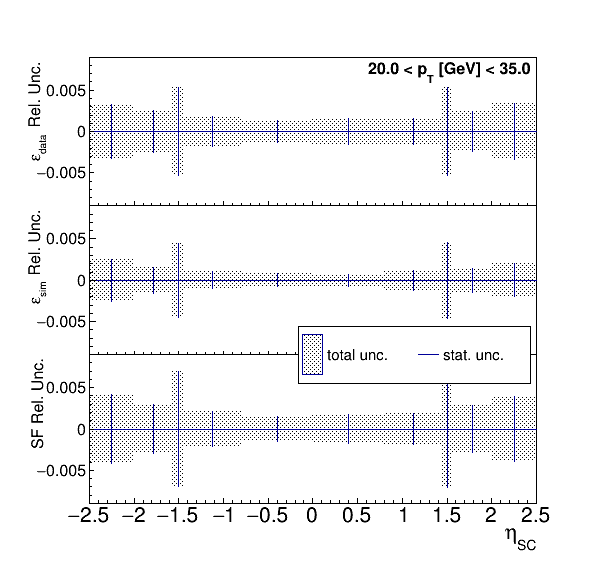 20.0 < p_T [GeV] < 35.0
ε_data Rel. Unc.
0.005
0
−0.005
ε_sim Rel. Unc.
0.005
0
−0.005
total unc.
stat. unc.
SF Rel. Unc.
0.005
0
−0.005
−2.5 −2 −1.5 −1 −0.5 0 0.5 1 1.5 2 2.5
η_SC